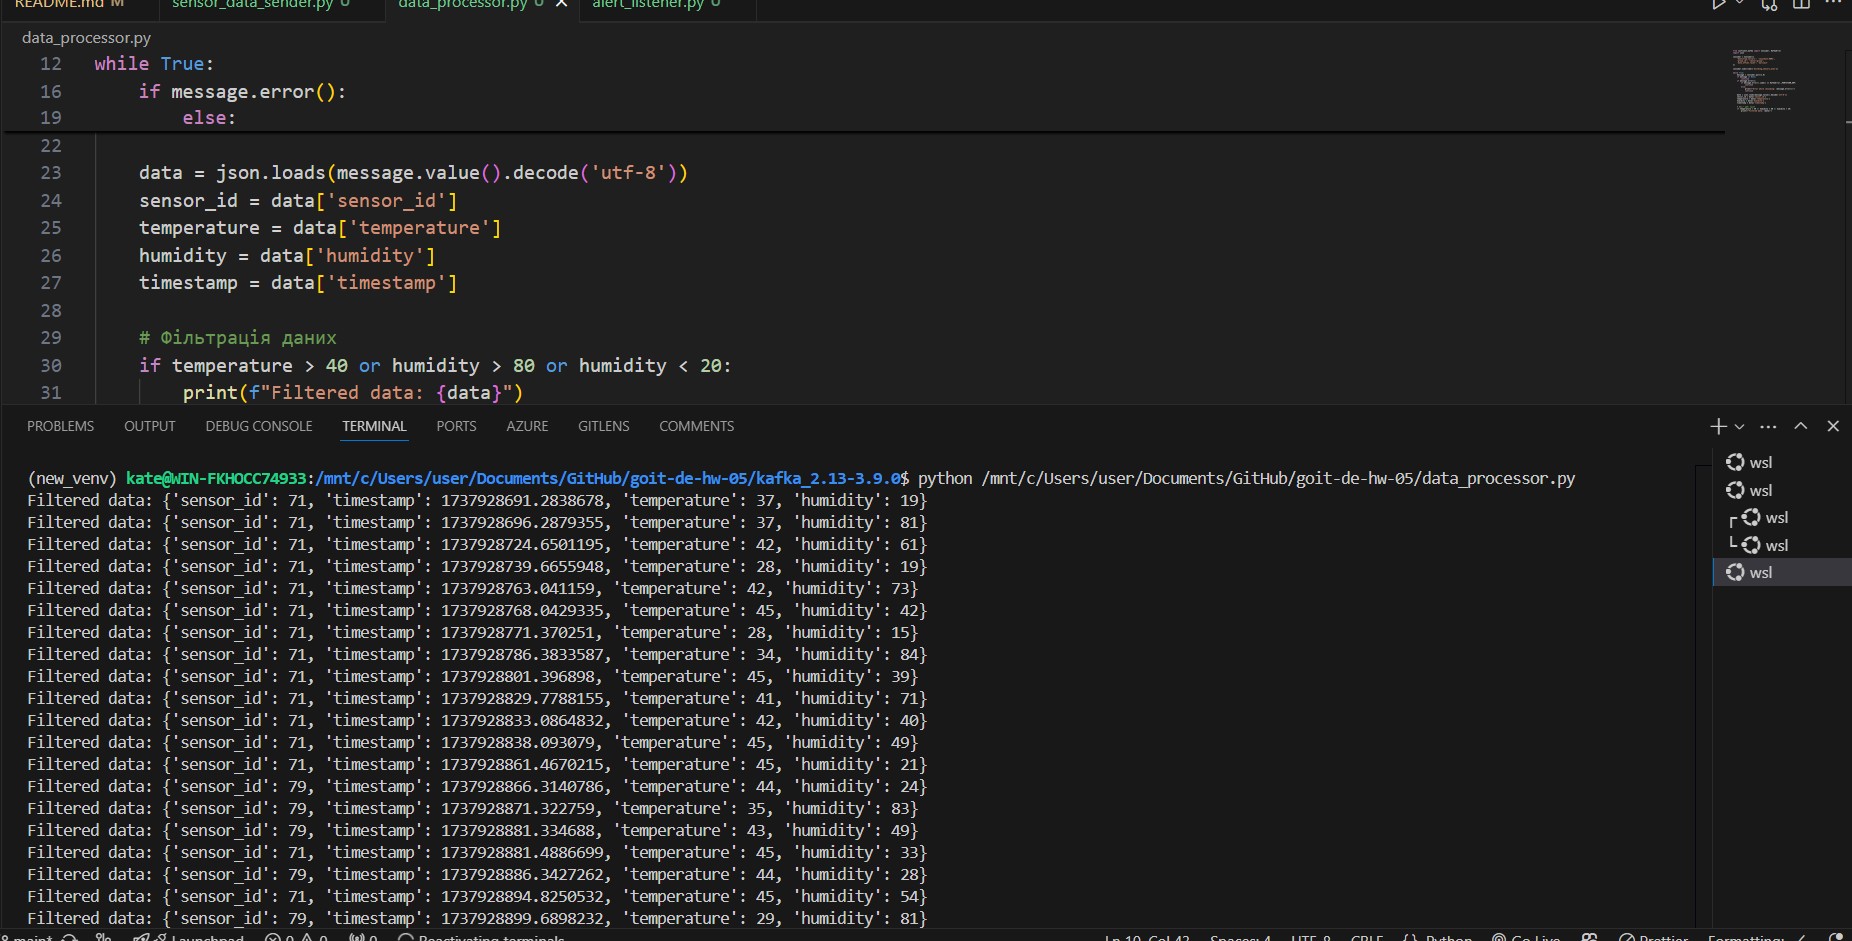 README.md M sensor_data_sender.py U data_processor.py U alert_listener.py U
data_processor.py
12 while True:
16 if message.error():
19 else:
22
23 data = json.loads(message.value().decode('utf-8'))
24 sensor_id = data['sensor_id']
25 temperature = data['temperature']
26 humidity = data['humidity']
27 timestamp = data['timestamp']
28
29 # Фільтрація даних
30 if temperature > 40 or humidity > 80 or humidity < 20:
31 print(f"Filtered data: {data}")
PROBLEMS OUTPUT DEBUG CONSOLE TERMINAL PORTS AZURE GITLENS COMMENTS
(new_venv) kate@WIN-FKHOCC74933:/mnt/c/Users/user/Documents/GitHub/goit-de-hw-05/kafka_2.13-3.9.0$ python /mnt/c/Users/user/Documents/GitHub/goit-de-hw-05/data_processor.py
Filtered data: {'sensor_id': 71, 'timestamp': 1737928691.2838678, 'temperature': 37, 'humidity': 19}
Filtered data: {'sensor_id': 71, 'timestamp': 1737928696.2879355, 'temperature': 37, 'humidity': 81}
Filtered data: {'sensor_id': 71, 'timestamp': 1737928724.6501195, 'temperature': 42, 'humidity': 61}
Filtered data: {'sensor_id': 71, 'timestamp': 1737928739.6655948, 'temperature': 28, 'humidity': 19}
Filtered data: {'sensor_id': 71, 'timestamp': 1737928763.041159, 'temperature': 42, 'humidity': 73}
Filtered data: {'sensor_id': 71, 'timestamp': 1737928768.0429335, 'temperature': 45, 'humidity': 42}
Filtered data: {'sensor_id': 71, 'timestamp': 1737928771.370251, 'temperature': 28, 'humidity': 15}
Filtered data: {'sensor_id': 71, 'timestamp': 1737928786.3833587, 'temperature': 34, 'humidity': 84}
Filtered data: {'sensor_id': 71, 'timestamp': 1737928801.396898, 'temperature': 45, 'humidity': 39}
Filtered data: {'sensor_id': 71, 'timestamp': 1737928829.7788155, 'temperature': 41, 'humidity': 71}
Filtered data: {'sensor_id': 71, 'timestamp': 1737928833.0864832, 'temperature': 42, 'humidity': 40}
Filtered data: {'sensor_id': 71, 'timestamp': 1737928838.093079, 'temperature': 45, 'humidity': 49}
Filtered data: {'sensor_id': 71, 'timestamp': 1737928861.4670215, 'temperature': 45, 'humidity': 21}
Filtered data: {'sensor_id': 79, 'timestamp': 1737928866.3140786, 'temperature': 44, 'humidity': 24}
Filtered data: {'sensor_id': 79, 'timestamp': 1737928871.322759, 'temperature': 35, 'humidity': 83}
Filtered data: {'sensor_id': 79, 'timestamp': 1737928881.334688, 'temperature': 43, 'humidity': 49}
Filtered data: {'sensor_id': 71, 'timestamp': 1737928881.4886699, 'temperature': 45, 'humidity': 33}
Filtered data: {'sensor_id': 79, 'timestamp': 1737928886.3427262, 'temperature': 44, 'humidity': 28}
Filtered data: {'sensor_id': 71, 'timestamp': 1737928894.8250532, 'temperature': 45, 'humidity': 54}
Filtered data: {'sensor_id': 79, 'timestamp': 1737928899.6898232, 'temperature': 29, 'humidity': 81}
wsl
wsl
wsl
wsl
wsl
main* Launchpad 0 0 0 Reactivating terminals Ln 10, Col 43 Spaces: 4 UTF-8 CRLF {} Python Go Live Prettier Formatting: